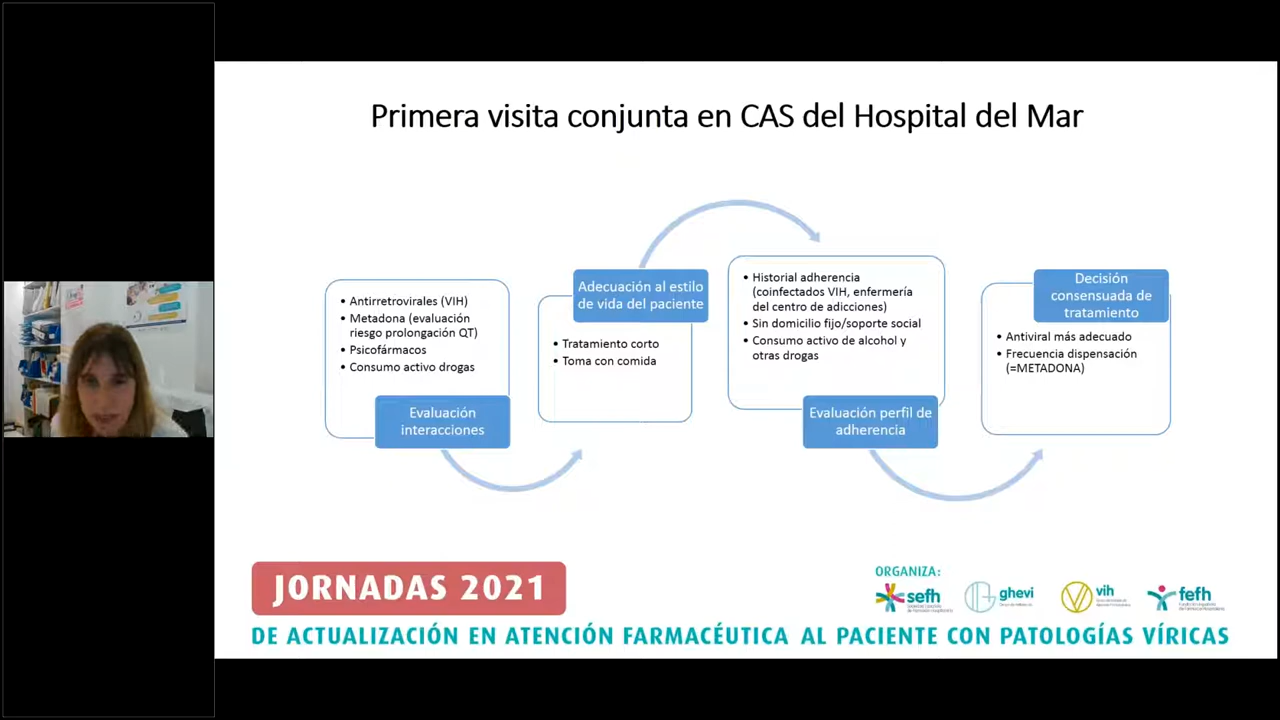 Primera visita conjunta en CAS del Hospital del Mar
• Antirretrovirales (VIH)
• Metadona (evaluación
riesgo prolongación QT)
• Psicofármacos
• Consumo activo drogas
Evaluación
interacciones
Adecuación al estilo
de vida del paciente
• Tratamiento corto
• Toma con comida
• Historial adherencia
(coinfectados VIH, enfermería
del centro de adicciones)
• Sin domicilio fijo/soporte social
• Consumo activo de alcohol y
otras drogas
Evaluación perfil de
adherencia
Decisión
consensuada de
tratamiento
• Antiviral más adecuado
• Frecuencia dispensación
(=METADONA)
JORNADAS 2021
ORGANIZA:
sefh
ghevi
vih
fefh
DE ACTUALIZACIÓN EN ATENCIÓN FARMACÉUTICA AL PACIENTE CON PATOLOGÍAS VÍRICAS